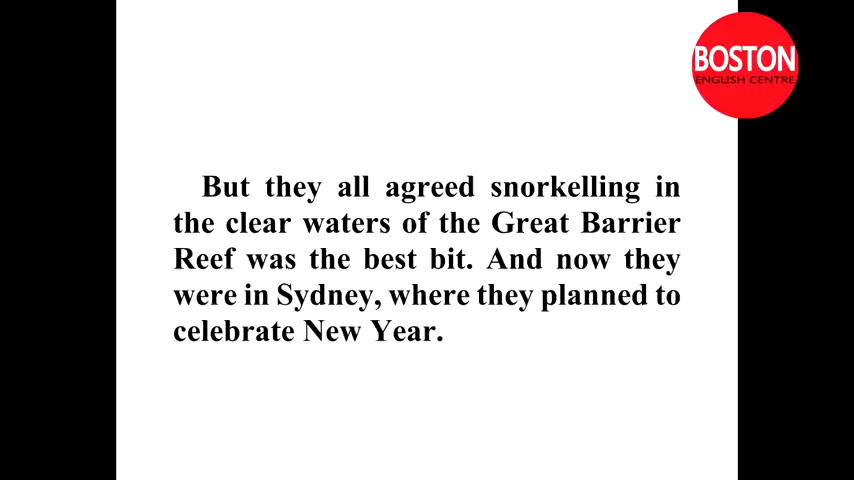 BOSTON
ENGLISH CENTRE
But they all agreed snorkelling in
the clear waters of the Great Barrier
Reef was the best bit. And now they
were in Sydney, where they planned to
celebrate New Year.